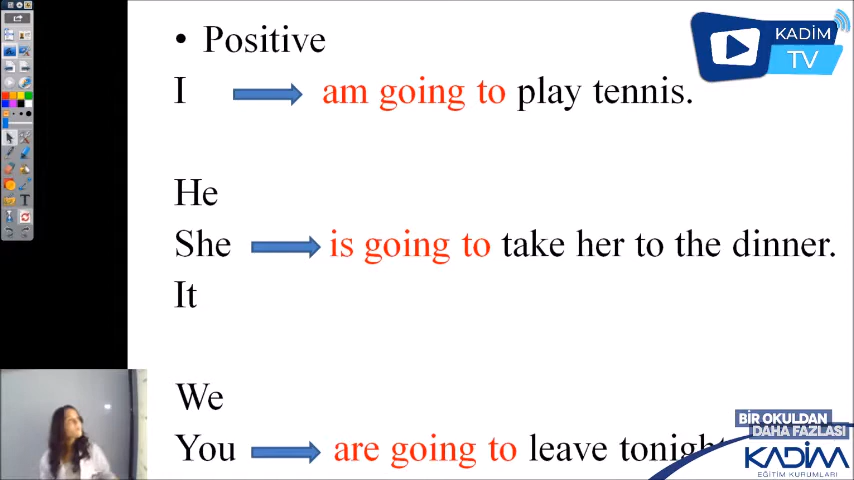 • Positive
KADİM
TV
I am going to play tennis.
He
She is going to take her to the dinner.
It
We
You are going to leave tonight
BİR OKULDAN
DAHA FAZLASI
KADİM
EĞİTİM KURUMLARI